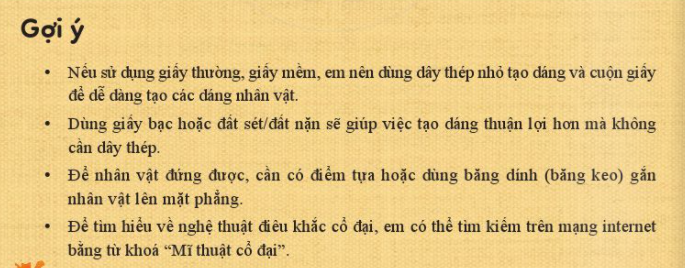 Gợi ý
• Nếu sử dụng giấy thường, giấy mềm, em nên dùng dây thép nhỏ tạo dáng và cuộn giấy
để dễ dàng tạo các dáng nhân vật.
• Dùng giấy bạc hoặc đất sét/đất nặn sẽ giúp việc tạo dáng thuận lợi hơn mà không
cần dây thép.
• Để nhân vật đứng được, cần có điểm tựa hoặc dùng băng dính (băng keo) gắn
nhân vật lên mặt phẳng.
• Để tìm hiểu về nghệ thuật điêu khắc cổ đại, em có thể tìm kiếm trên mạng internet
bằng từ khoá “Mĩ thuật cổ đại”.